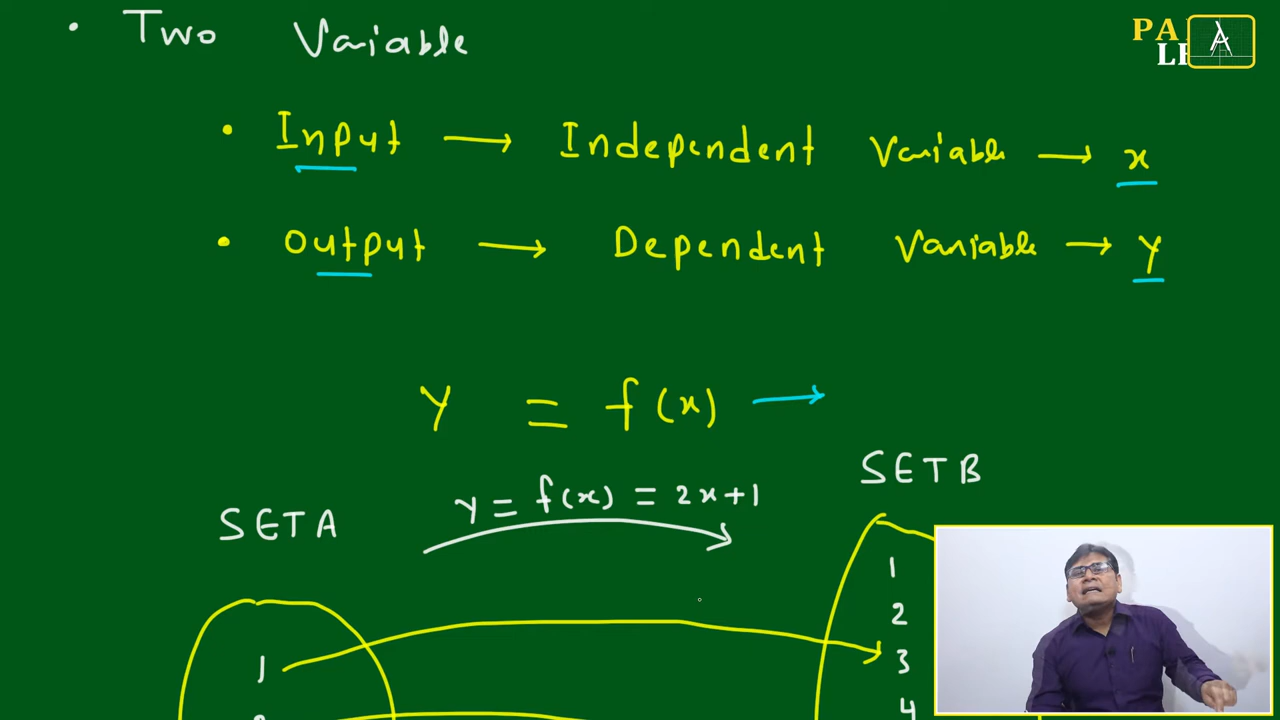 • Two Variable
PA
LE
• Input → Independent Variable → x
• Output → Dependent Variable → y
Y = f(x) →
SET B
Y = f(x) = 2x+1
SET A
1
2
3
1
4